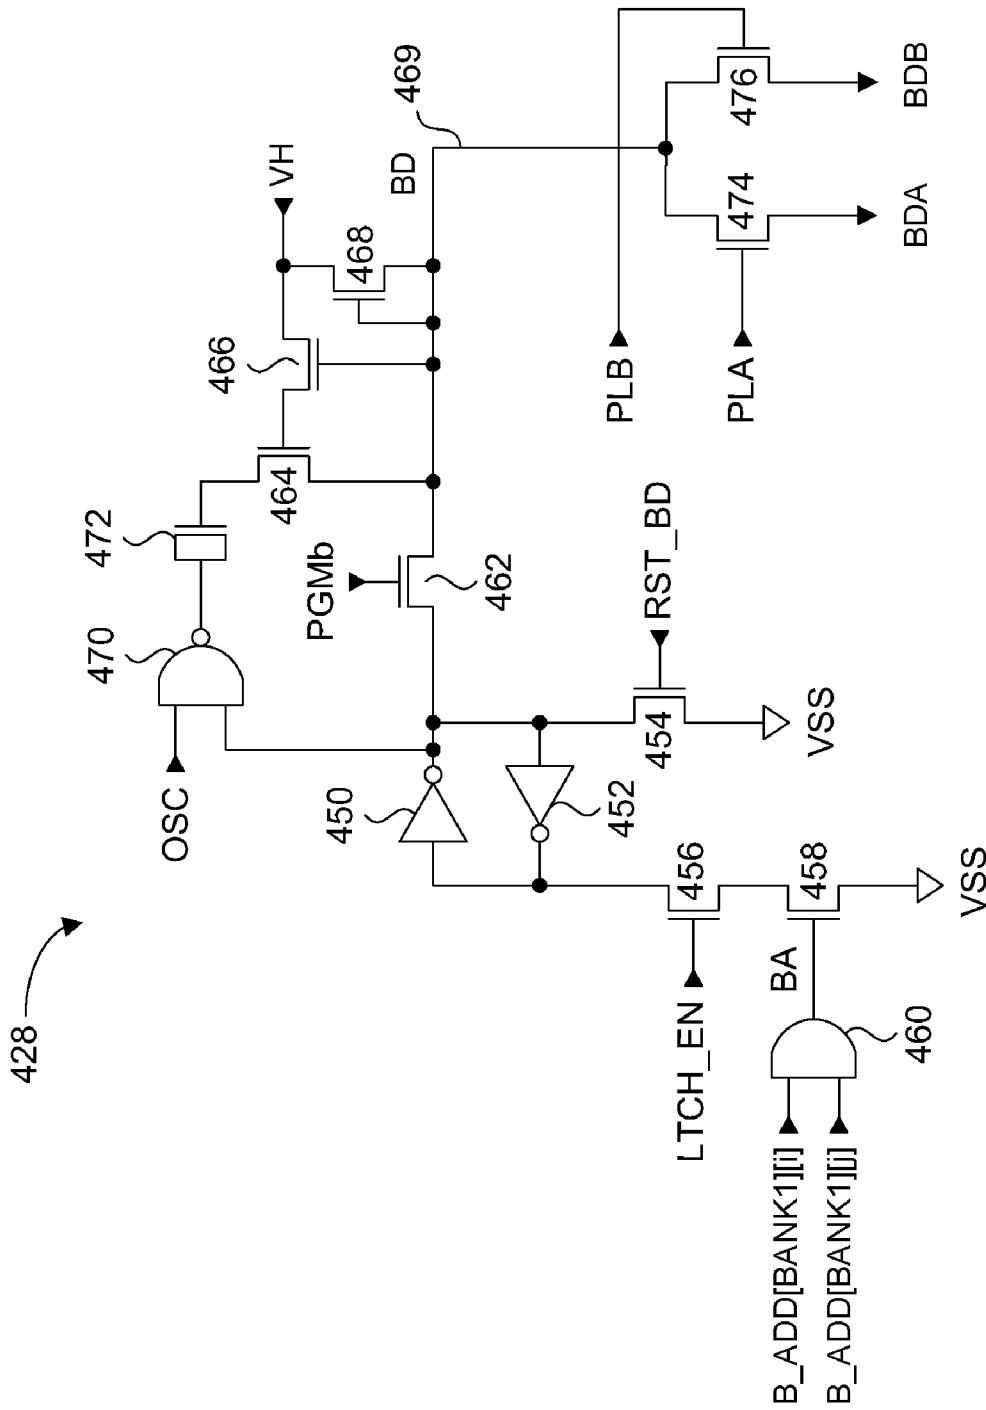 428
B_ADD[BANK1][i]
B_ADD[BANK1][j]
460
BA
LTCH_EN
456
458
VSS
450
452
454
RST_BD
VSS
OSC
470
472
PGMb
462
464
466
468
VH
BD
469
PLB
PLA
474
476
BDA
BDB